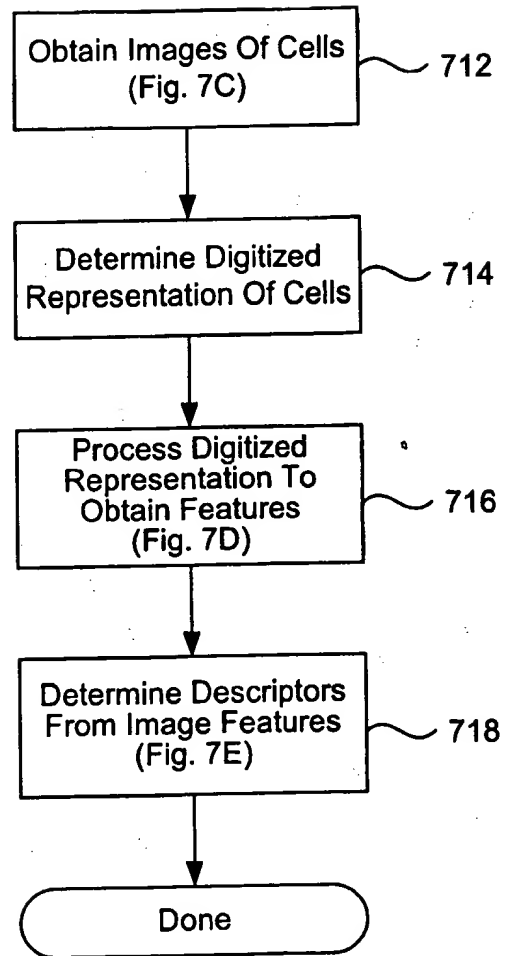 Obtain Images Of Cells
(Fig. 7C)
712
Determine Digitized
Representation Of Cells
714
Process Digitized
Representation To
Obtain Features
(Fig. 7D)
716
Determine Descriptors
From Image Features
(Fig. 7E)
718
Done